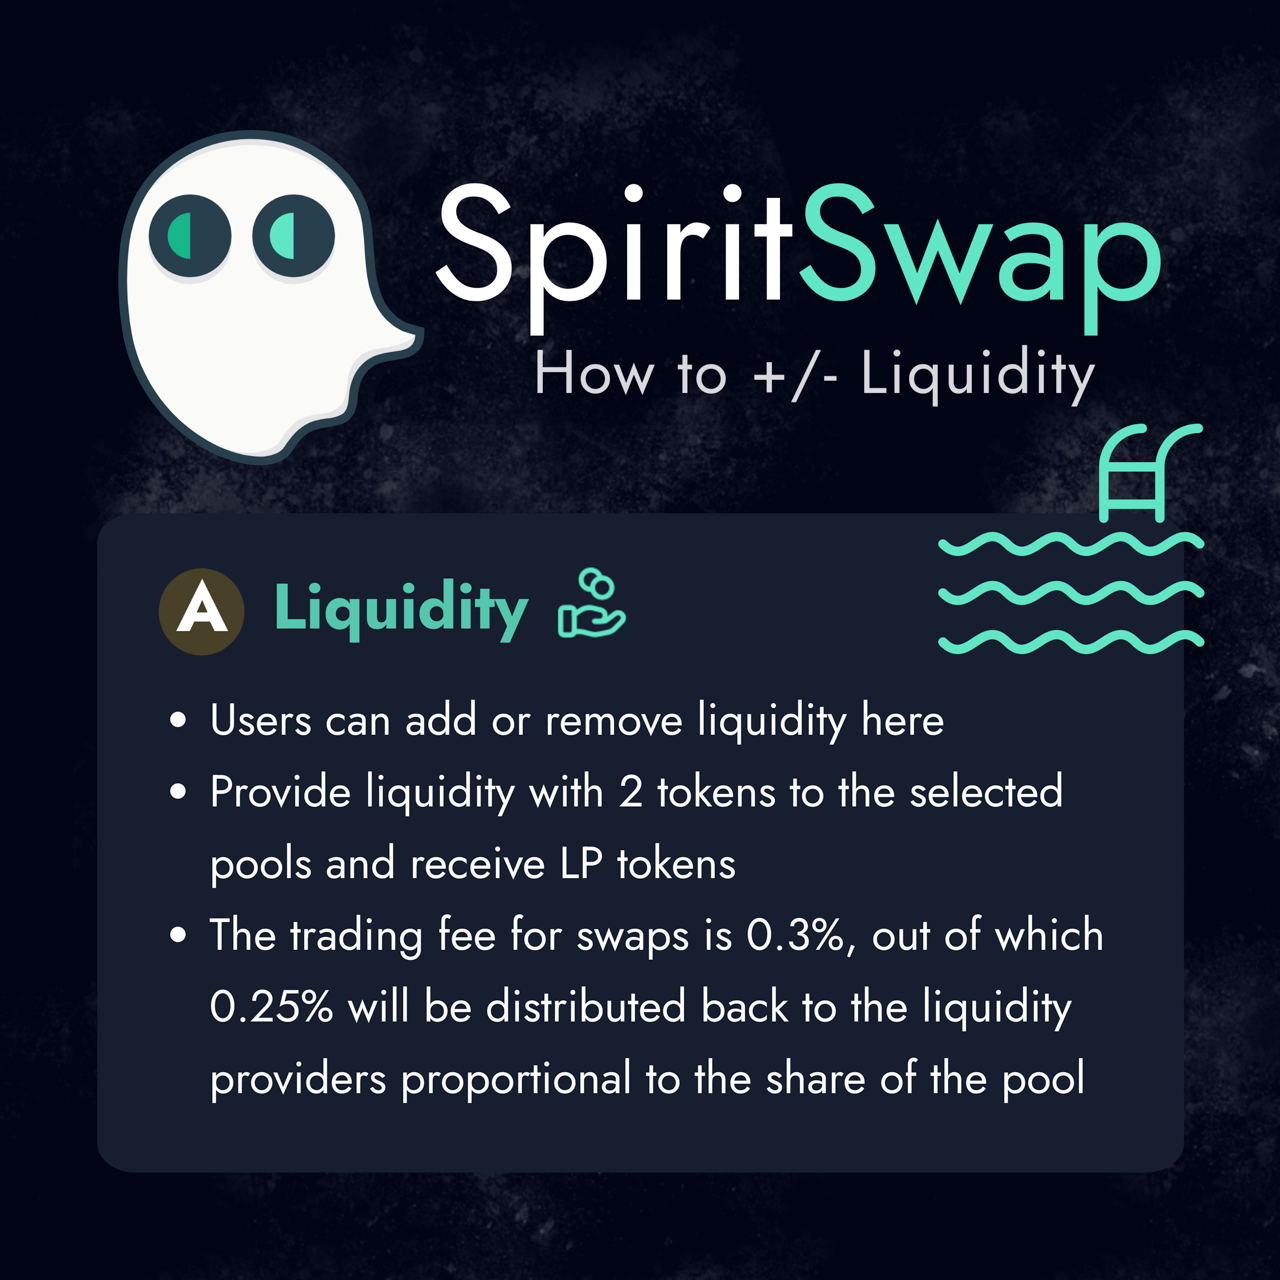 SpiritSwap
How to +/- Liquidity
A Liquidity
• Users can add or remove liquidity here
• Provide liquidity with 2 tokens to the selected
pools and receive LP tokens
• The trading fee for swaps is 0.3%, out of which
0.25% will be distributed back to the liquidity
providers proportional to the share of the pool